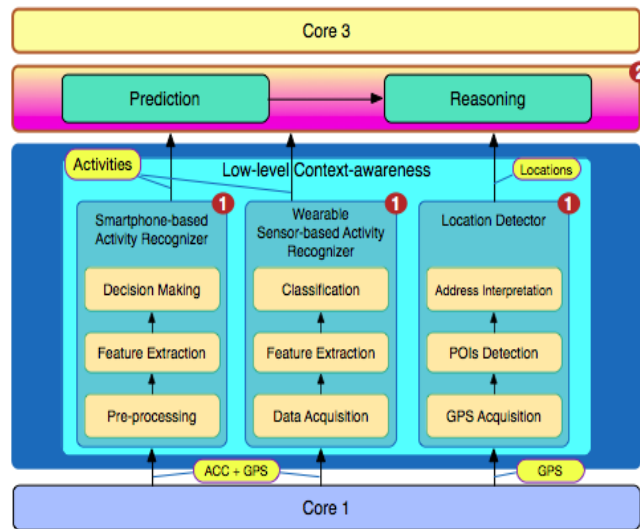 Core 3
2
Prediction
Reasoning
Activities
Low-level Context-awareness
Locations
1
Smartphone-based
Activity Recognizer
Decision Making
Feature Extraction
Pre-processing
1
Wearable
Sensor-based Activity
Recognizer
Classification
Feature Extraction
Data Acquisition
1
Location Detector
Address Interpretation
POIs Detection
GPS Acquisition
ACC + GPS
GPS
Core 1